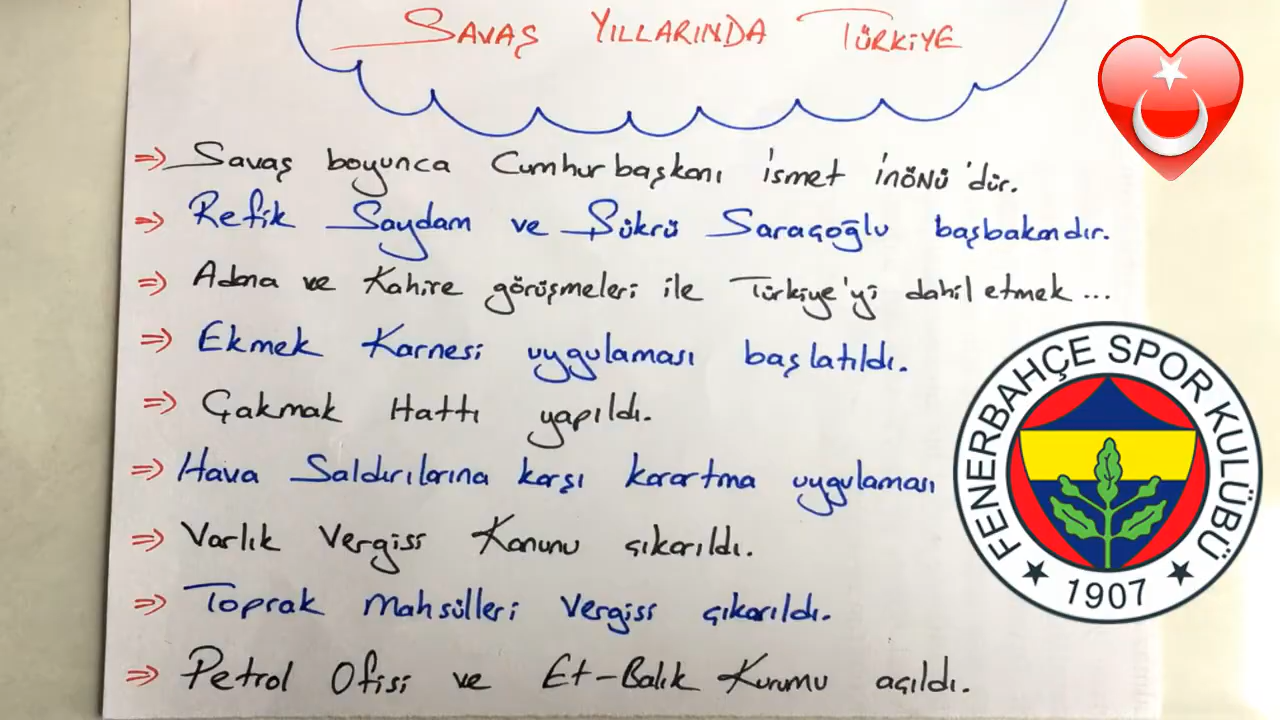 SAVAŞ YILLARINDA TÜRKİYE
=> Savaş boyunca Cumhurbaşkanı İsmet İnönü'dür.
=> Refik Saydam ve Şükrü Saraçoğlu başbakandır.
=> Adana ve Kahire görüşmeleri ile Türkiye'yi dahil etmek...
=> Ekmek Karnesi uygulaması başlatıldı.
=> Çakmak Hattı yapıldı.
=> Hava Saldırılarına karşı karartma uygulaması
=> Varlık Vergisi Kanunu çıkarıldı.
=> Toprak Mahsülleri Vergisi çıkarıldı.
=> Petrol Ofisi ve Et-Balık Kurumu açıldı.
FENERBAHÇE SPOR KULÜBÜ
★ 1907 ★